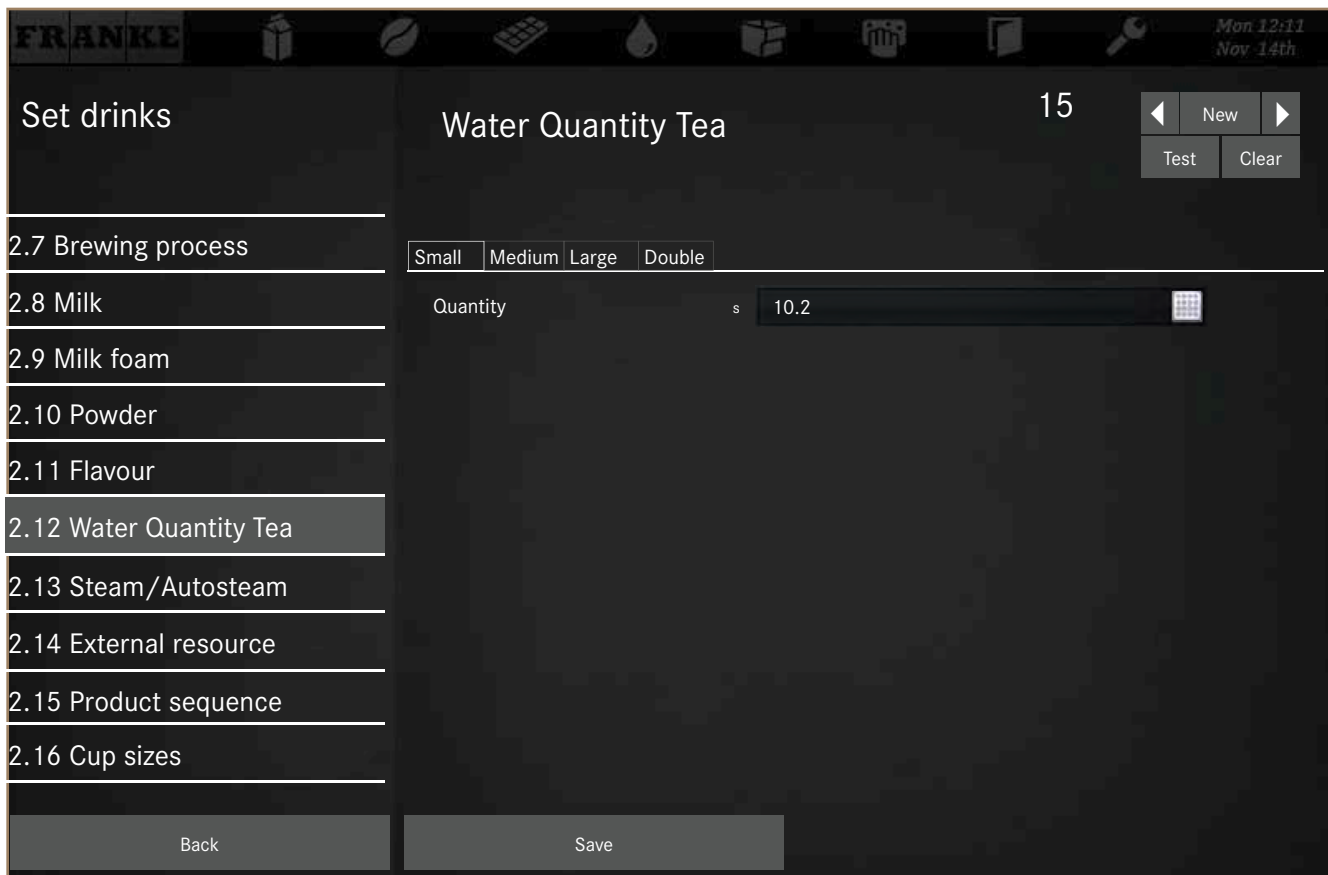 FRANKE
Mon 12:11
Nov 14th
Set drinks
Water Quantity Tea
15
New
Test Clear
2.7 Brewing process
2.8 Milk
2.9 Milk foam
2.10 Powder
2.11 Flavour
2.12 Water Quantity Tea
2.13 Steam/Autosteam
2.14 External resource
2.15 Product sequence
2.16 Cup sizes
Small Medium Large Double
Quantity s 10.2
Back
Save